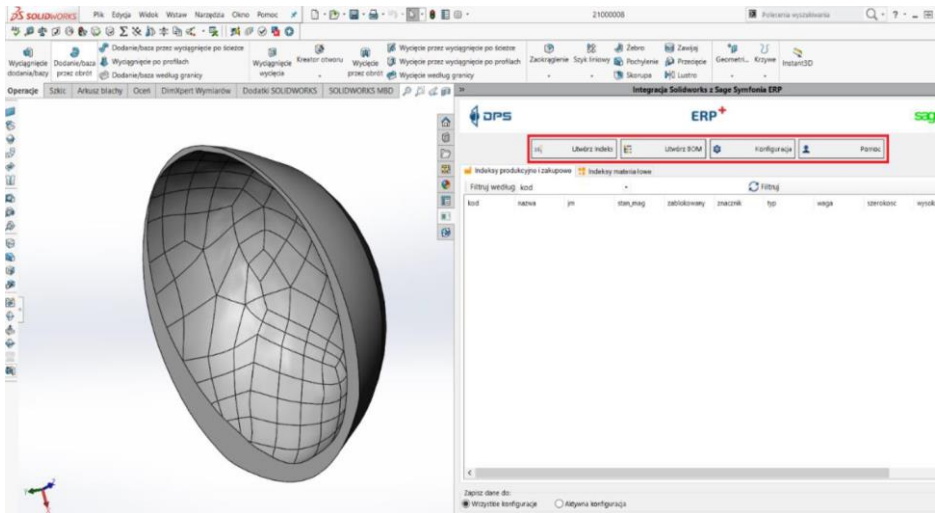 SOLIDWORKS Plik Edycja Widok Wstaw Narzędzia Okno Pomoc 21000008 Polecenia wyszukiwania
Wyciągnięcie dodania/bazy
Dodanie/baza przez obrót
Dodanie/baza przez wyciągnięcie po ścieżce
Wyciągnięcie po profilach
Dodanie/baza według granicy
Wyciągnięcie wycięcia
Kreator otworu
Wycięcie przez obrót
Wycięcie przez wyciągnięcie po ścieżce
Wycięcie przez wyciągnięcie po profilach
Wycięcie według granicy
Zaokrąglenie
Szyk liniowy
Żebro
Pochylenie
Skorupa
Zawijaj
Przecięcie
Lustro
Geometri...
Krzywe
Instant3D
Operacje Szkic Arkusz blachy Oceń DimXpert Wymiarów Dodatki SOLIDWORKS SOLIDWORKS MBD
Integracja Solidworks z Sage Symfonia ERP
DPS ERP+ sag
Utwórz Indeks Utwórz BOM Konfiguracja Pomoc
Indeksy produkcyjne i zakupowe Indeksy materiałowe
Filtruj według: kod Filtruj
kod nazwa jm stan_mag zablokowany znacznik typ waga szerokosc wysok
Zapisz dane do:
Wszystkie konfiguracje Aktywna konfiguracja